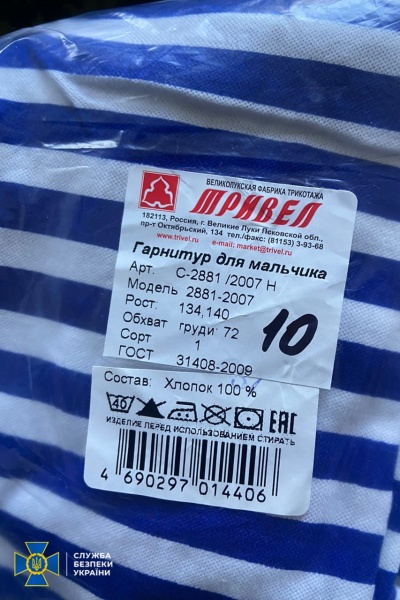 ВЕЛИКОЛУКСКАЯ ФАБРИКА ТРИКОТАЖА
ТРИВЕЛ
182113, Россия, г. Великие Луки Псковской обл.,
пр-т Октябрьский, 134 тел./факс: (81153) 3-93-68
www.trivel.ru e-mail: market@trivel.ru
Гарнитур для мальчика
Арт. С-2881 /2007 Н
Модель 2881-2007
Рост: 134,140
Обхват груди: 72
Сорт 1
ГОСТ 31408-2009
10
Состав: Хлопок 100 %
40
EAC
ИЗДЕЛИЕ ПЕРЕД ИСПОЛЬЗОВАНИЕМ СТИРАТЬ
4 690297 014406
СЛУЖБА
БЕЗПЕКИ
УКРАЇНИ